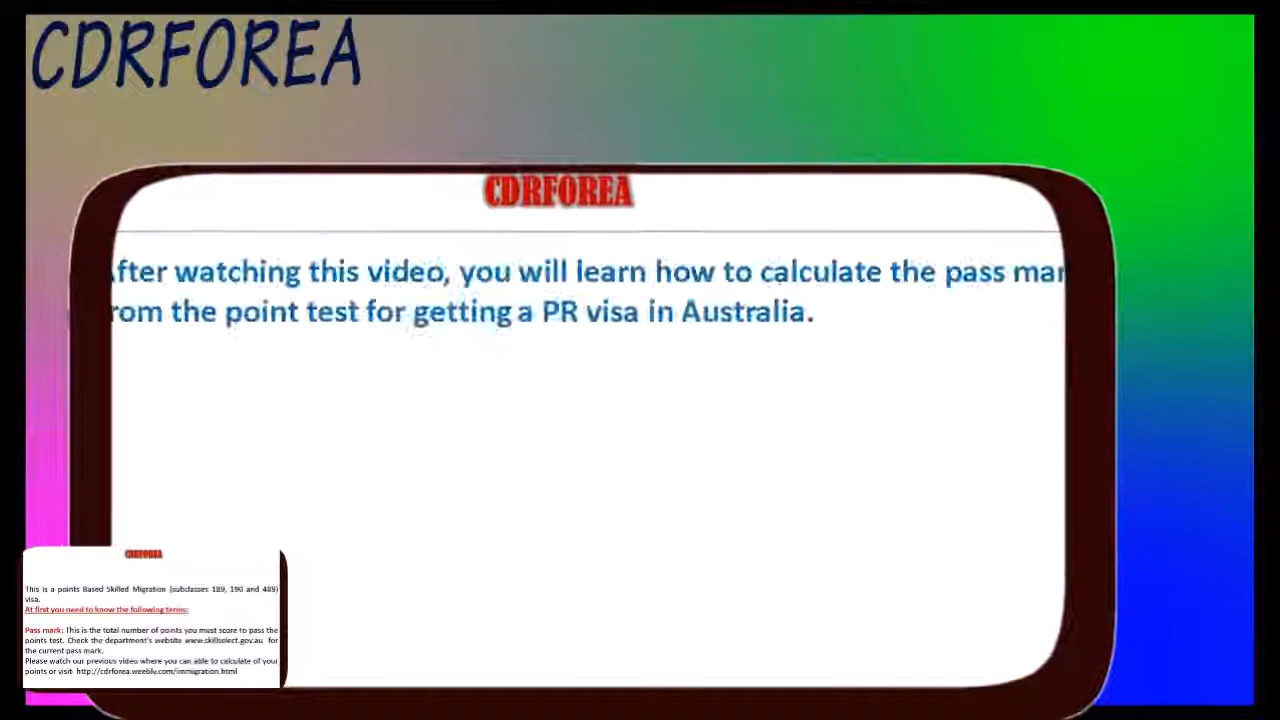 CDRFOREA
CDRFOREA
fter watching this video, you will learn how to calculate the pass mar
rom the point test for getting a PR visa in Australia.
CDRFOREA
This is a points Based Skilled Migration (subclasses 189, 190 and 489)
visa.
At first you need to know the following terms:
Pass mark: This is the total number of points you must score to pass the
points test. Check the department's website www.skillselect.gov.au for
the current pass mark.
Please watch our previous video where you can able to calculate of your
points or visit http://cdrforea.weebly.com/immigration.html